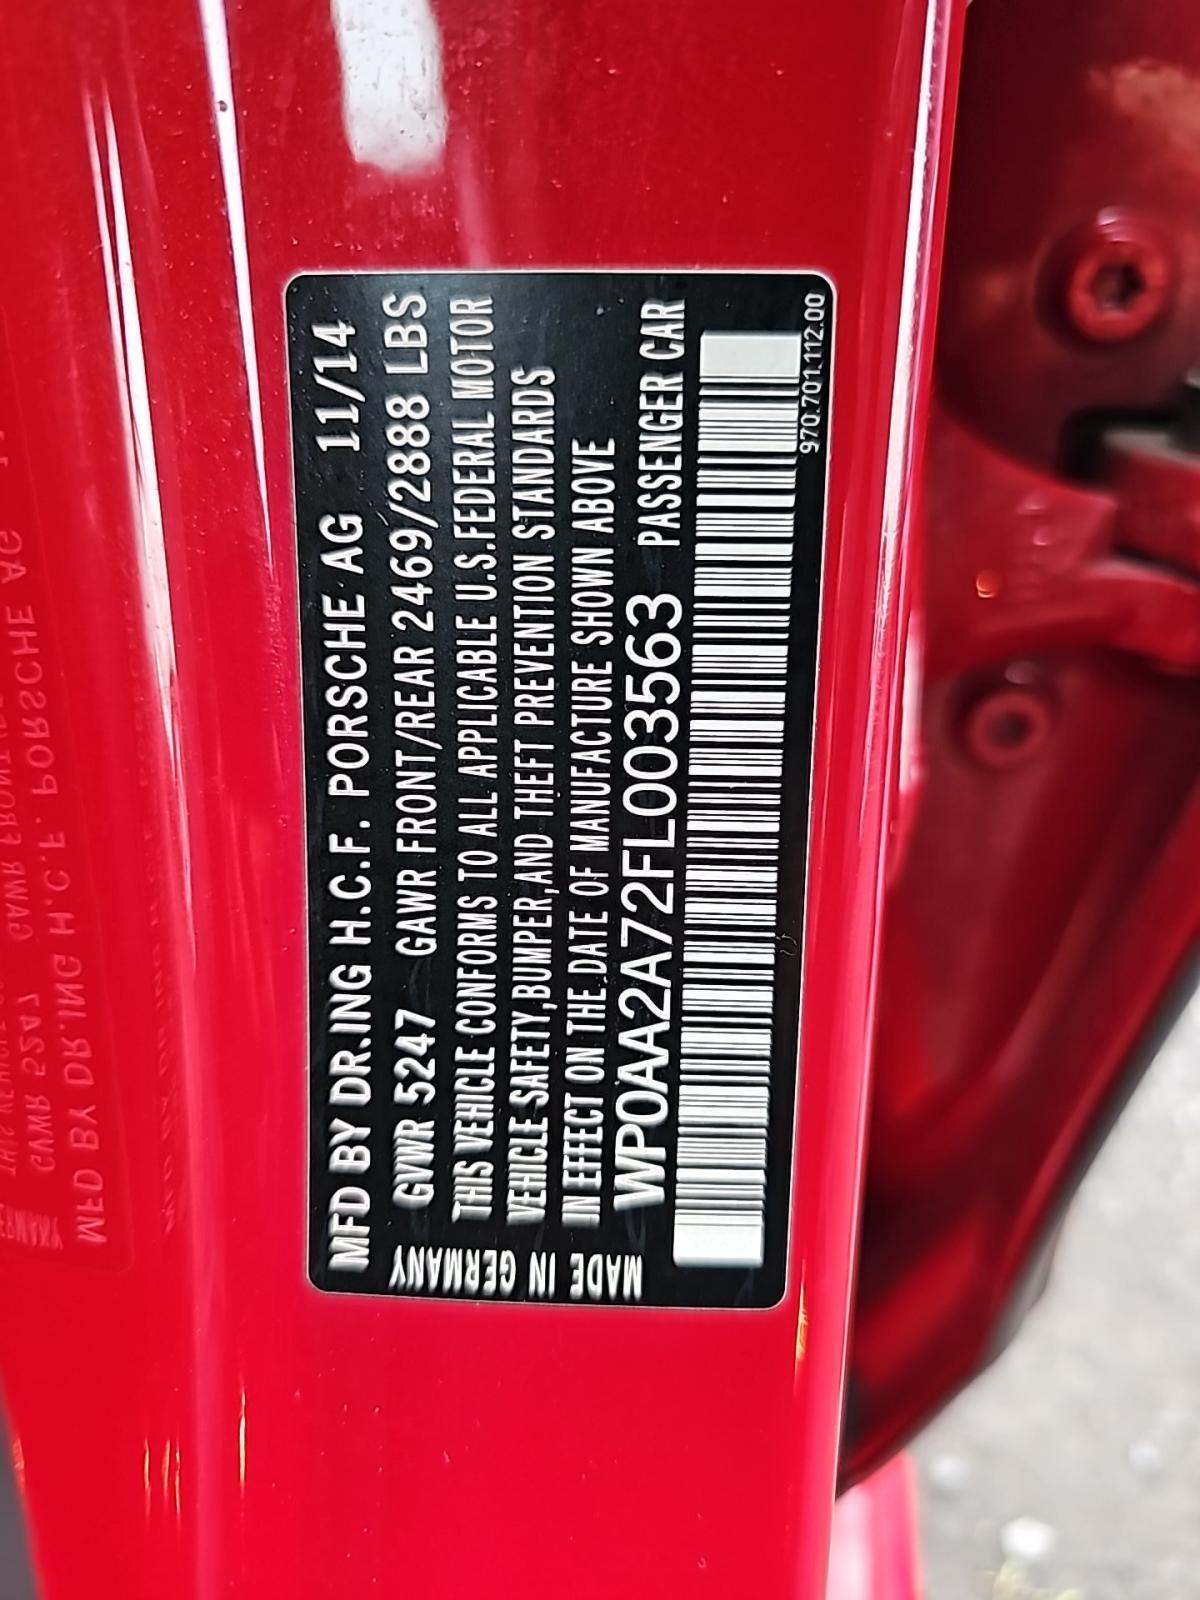 MFD BY DR.ING H.C.F. PORSCHE AG 11/14
GVWR 5247 GAWR FRONT/REAR 2469/2888 LBS
THIS VEHICLE CONFORMS TO ALL APPLICABLE U.S.FEDERAL MOTOR
VEHICLE SAFETY,BUMPER,AND THEFT PREVENTION STANDARDS
IN EFFECT ON THE DATE OF MANUFACTURE SHOWN ABOVE
WP0AA2A72FL003563 PASSENGER CAR
970.701.112.00
MADE IN GERMANY